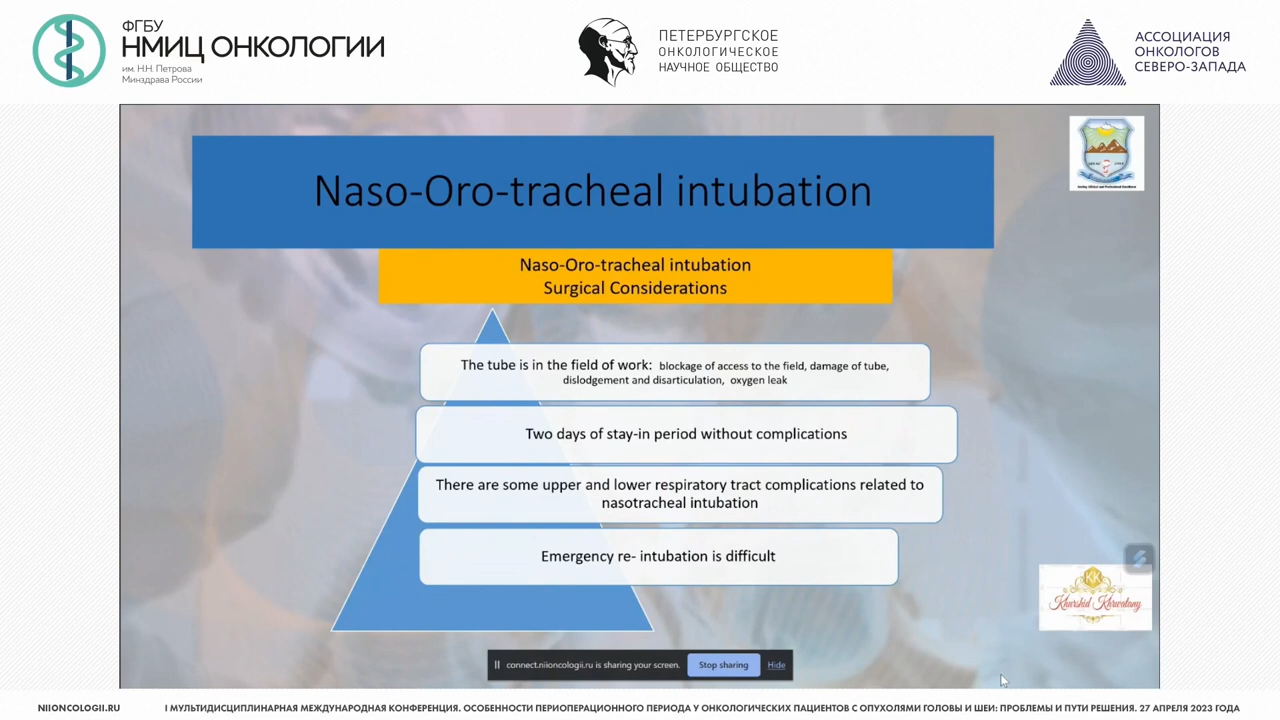 ФГБУ
НМИЦ ОНКОЛОГИИ
им. Н.Н. Петрова
Минздрава России
ПЕТЕРБУРГСКОЕ
ОНКОЛОГИЧЕСКОЕ
НАУЧНОЕ ОБЩЕСТВО
АССОЦИАЦИЯ
ОНКОЛОГОВ
СЕВЕРО-ЗАПАДА
Naso-Oro-tracheal intubation
Naso-Oro-tracheal intubation
Surgical Considerations
The tube is in the field of work: blockage of access to the field, damage of tube,
dislodgement and disarticulation, oxygen leak
Two days of stay-in period without complications
There are some upper and lower respiratory tract complications related to
nasotracheal intubation
Emergency re- intubation is difficult
KK
Khurshid Khrwatany
connect.niioncologii.ru is sharing your screen.
Stop sharing
Hide
NIIONCOLOGII.RU
I МУЛЬТИДИСЦИПЛИНАРНАЯ МЕЖДУНАРОДНАЯ КОНФЕРЕНЦИЯ. ОСОБЕННОСТИ ПЕРИОПЕРАЦИОННОГО ПЕРИОДА У ОНКОЛОГИЧЕСКИХ ПАЦИЕНТОВ С ОПУХОЛЯМИ ГОЛОВЫ И ШЕИ: ПРОБЛЕМЫ И ПУТИ РЕШЕНИЯ. 27 АПРЕЛЯ 2023 ГОДА